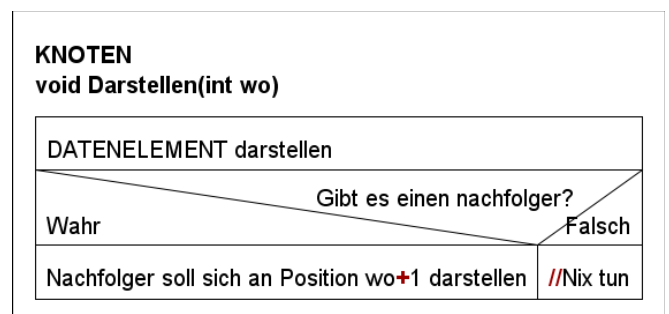 KNOTEN
void Darstellen(int wo)
DATENELEMENT darstellen
Gibt es einen nachfolger?
Wahr
Falsch
Nachfolger soll sich an Position wo+1 darstellen
//Nix tun